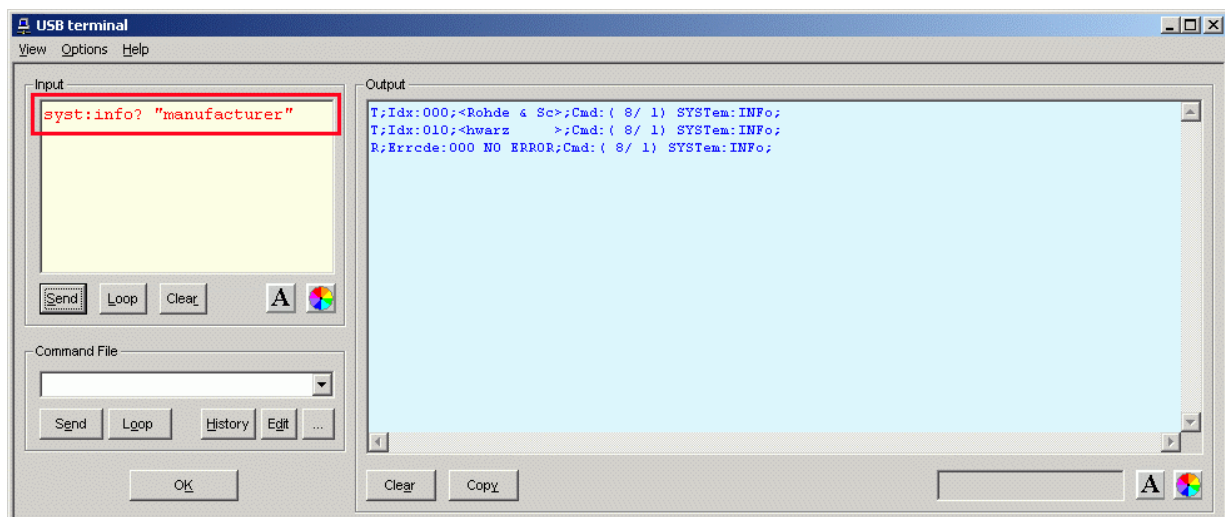 USB terminal
View Options Help
Input
syst:info? "manufacturer"
Send Loop Clear A
Command File
Send Loop History Edit ...
OK
Output
T;Idx:000;<Rohde & Sc>;Cmd:( 8/ 1) SYSTem:INFo;
T;Idx:010;<hwarz     >;Cmd:( 8/ 1) SYSTem:INFo;
R;Errcde:000 NO ERROR;Cmd:( 8/ 1) SYSTem:INFo;
Clear Copy A